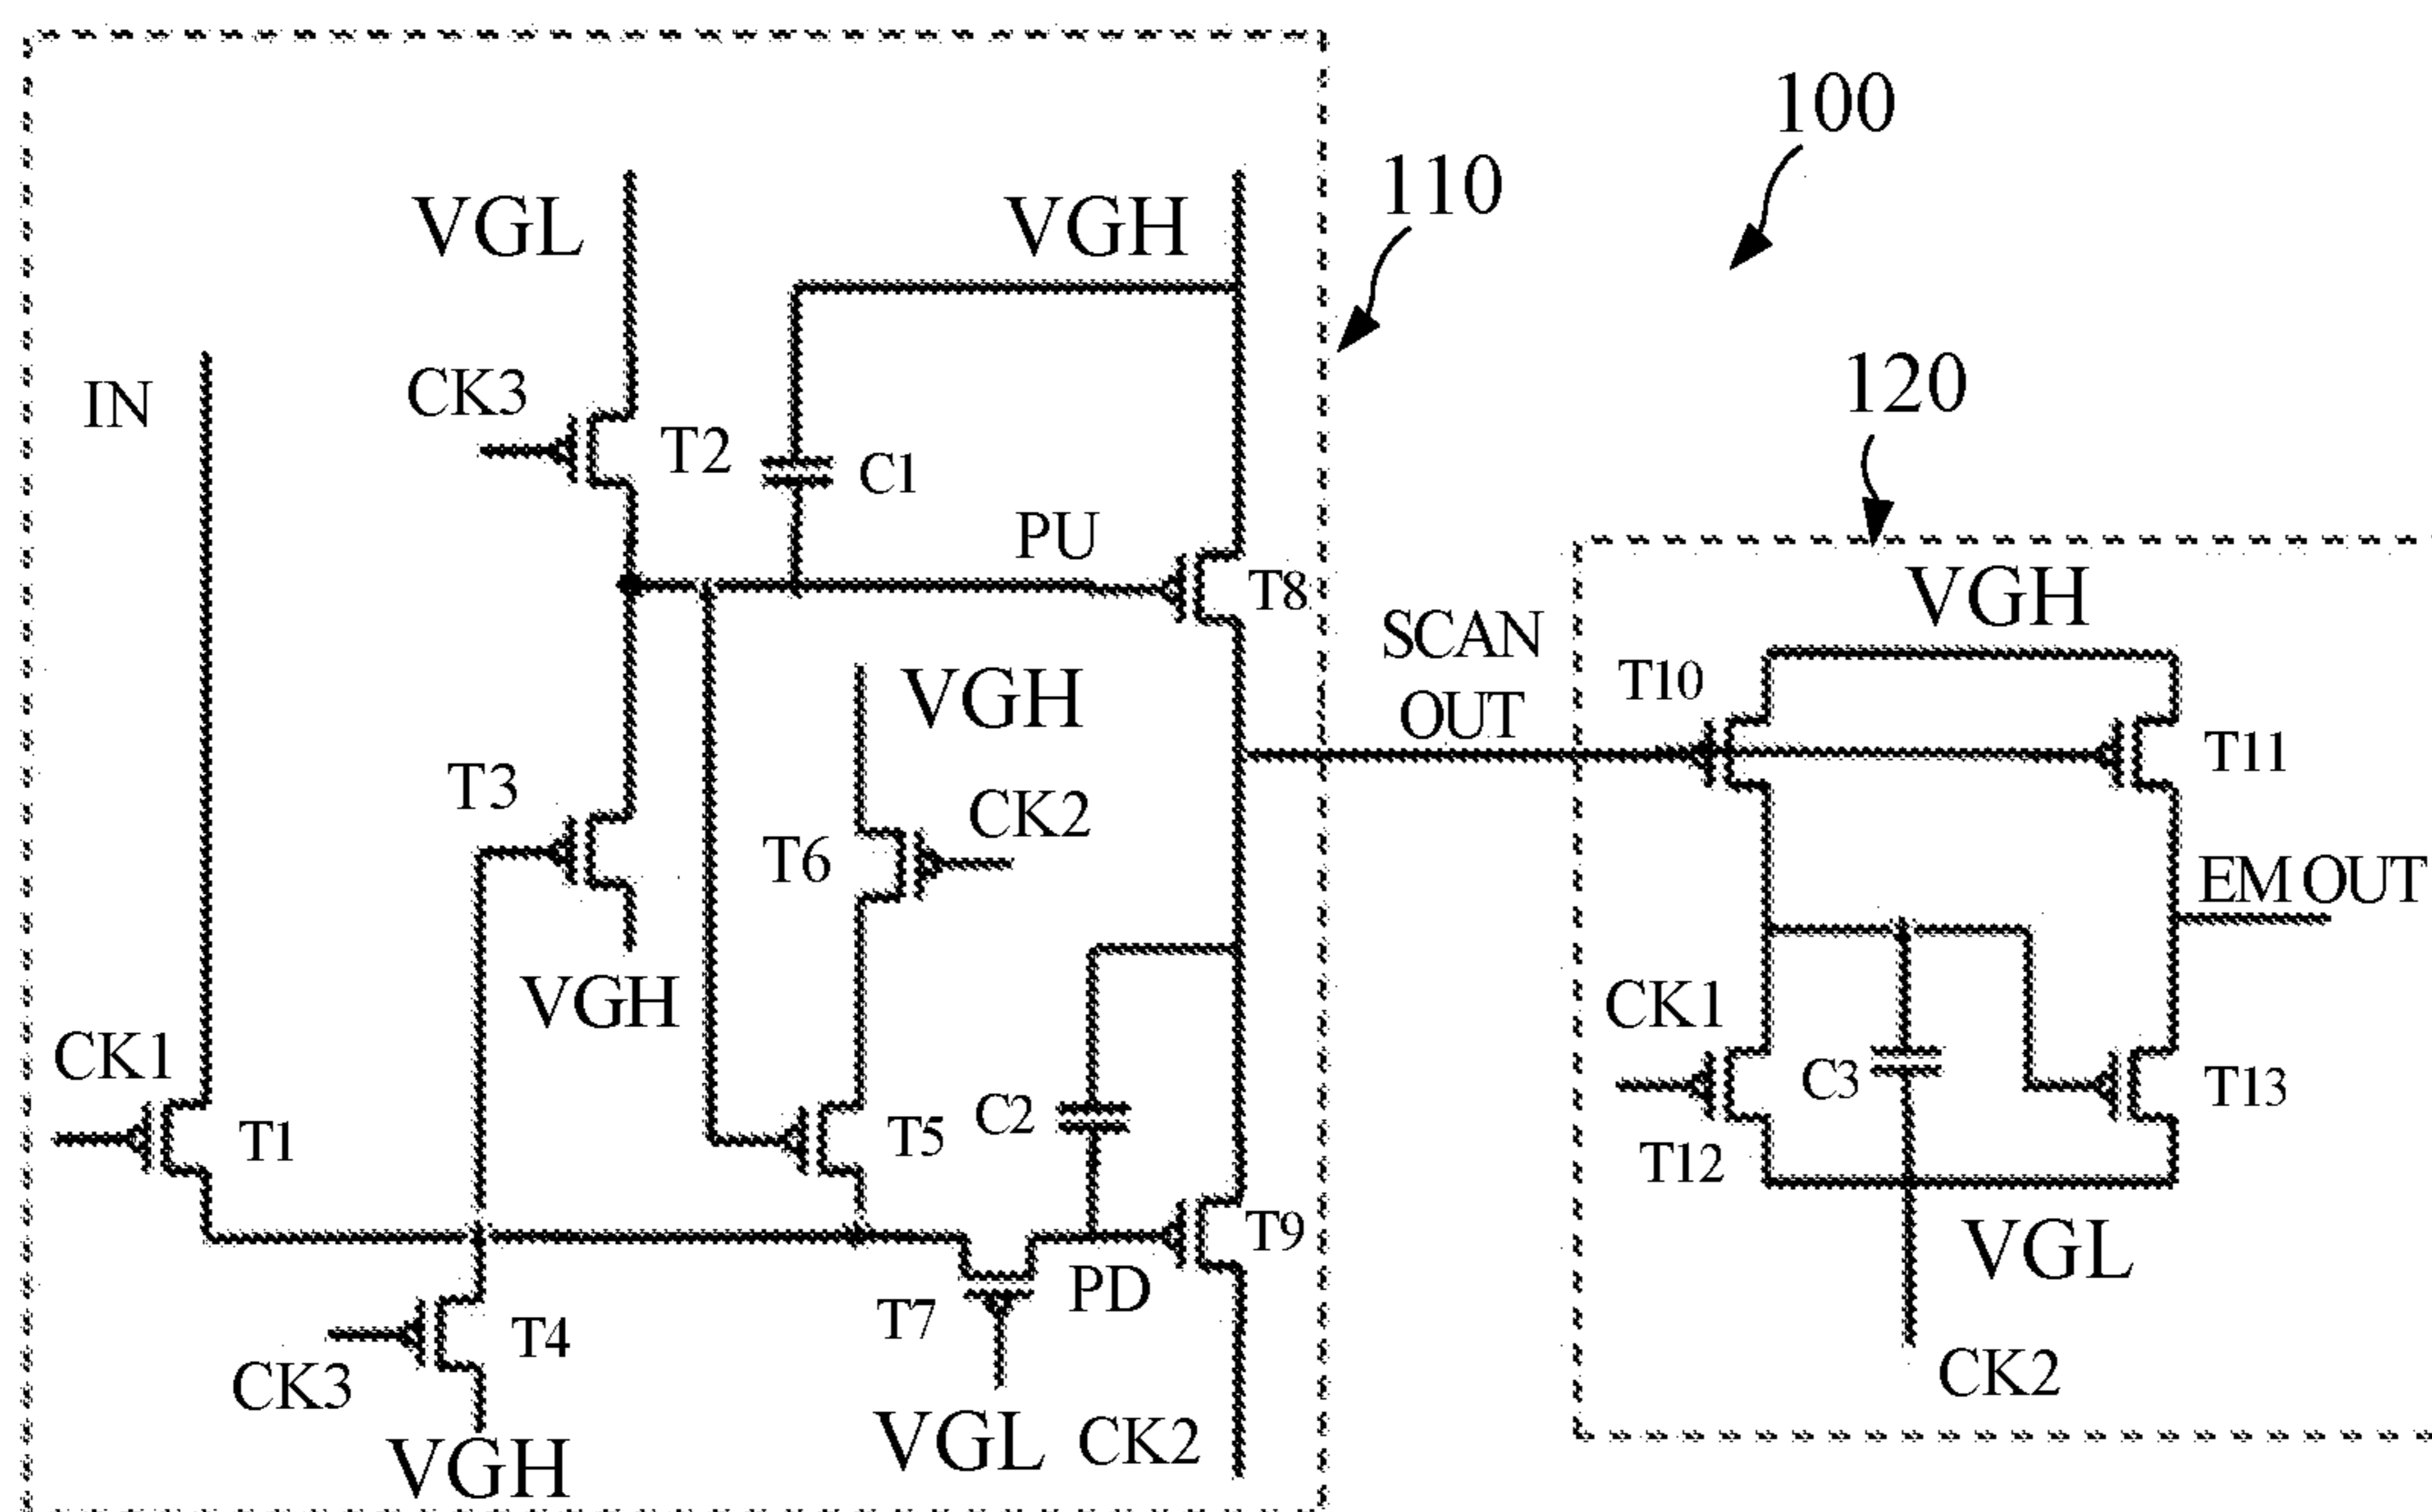 100
110
VGL
VGH
120
IN
CK3
T2
C1
PU
T8
VGH
SCAN
OUT
T10
VGH
T11
T3
CK2
T6
EM OUT
VGH
CK1
CK1
C3
T13
T1
T5
C2
T12
T9
PD
VGL
T7
T4
CK3
CK2
VGL
CK2
VGH